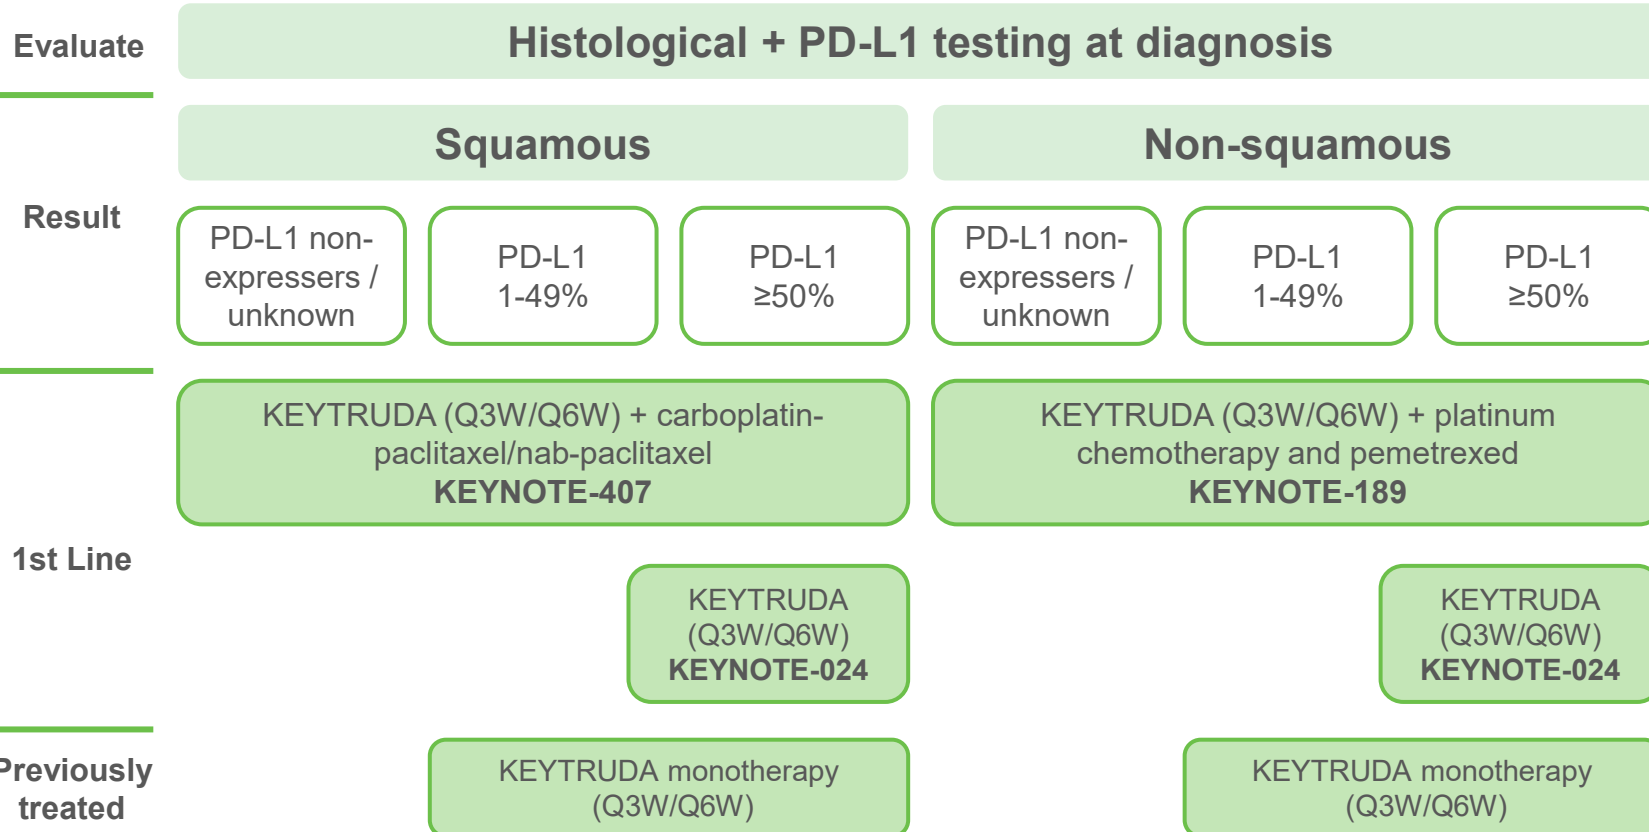 Evaluate
Histological + PD-L1 testing at diagnosis
Squamous
Non-squamous
Result
PD-L1 non-
expressers /
unknown
PD-L1
1-49%
PD-L1
≥50%
PD-L1 non-
expressers /
unknown
PD-L1
1-49%
PD-L1
≥50%
1st Line
KEYTRUDA (Q3W/Q6W) + carboplatin-
paclitaxel/nab-paclitaxel
KEYNOTE-407
KEYTRUDA (Q3W/Q6W) + platinum
chemotherapy and pemetrexed
KEYNOTE-189
KEYTRUDA
(Q3W/Q6W)
KEYNOTE-024
KEYTRUDA
(Q3W/Q6W)
KEYNOTE-024
Previously
treated
KEYTRUDA monotherapy
(Q3W/Q6W)
KEYTRUDA monotherapy
(Q3W/Q6W)